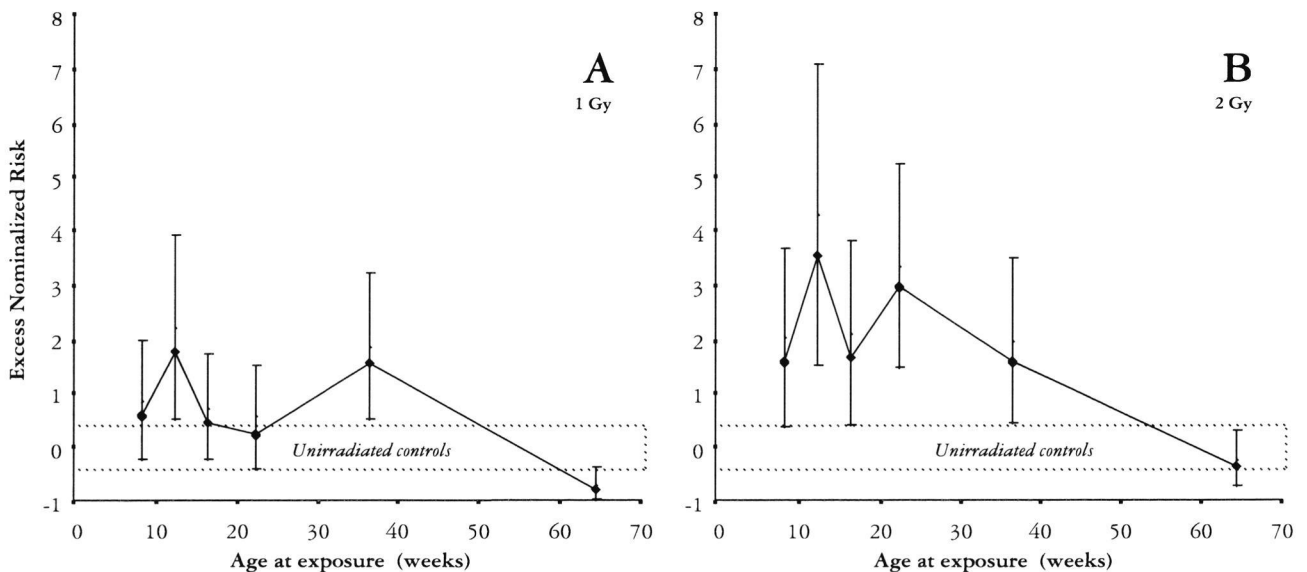 8
7
6
5
4
3
2
1
0
-1
Excess Nominalized Risk
A
1 Gy
Unirradiated controls
0 10 20 30 40 50 60 70
Age at exposure (weeks)
8
7
6
5
4
3
2
1
0
-1
B
2 Gy
Unirradiated controls
0 10 20 30 40 50 60 70
Age at exposure (weeks)